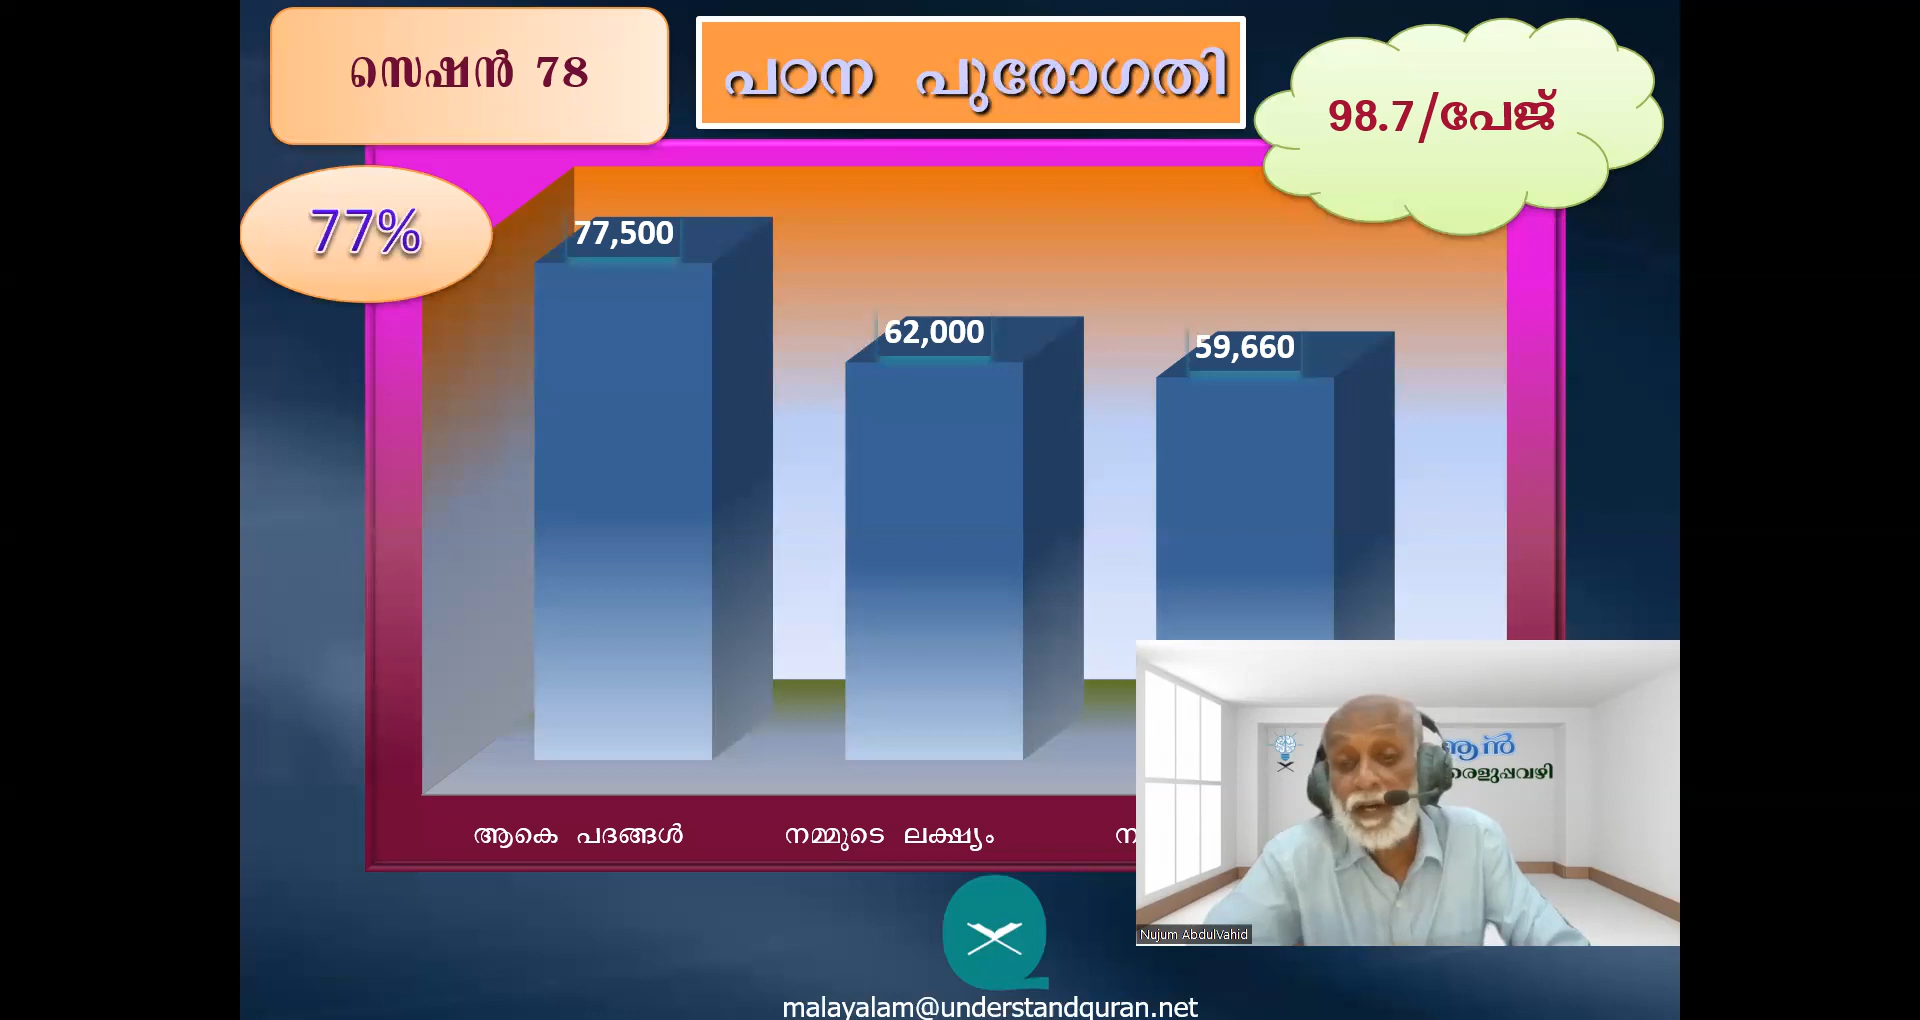 സെഷൻ 78
പഠന പുരോഗതി
98.7/പേജ്
77%
77,500
62,000
59,660
ആകെ പദങ്ങൾ
നമ്മുടെ ലക്ഷ്യം
Nujum AbdulVahid
malayalam@understandquran.net